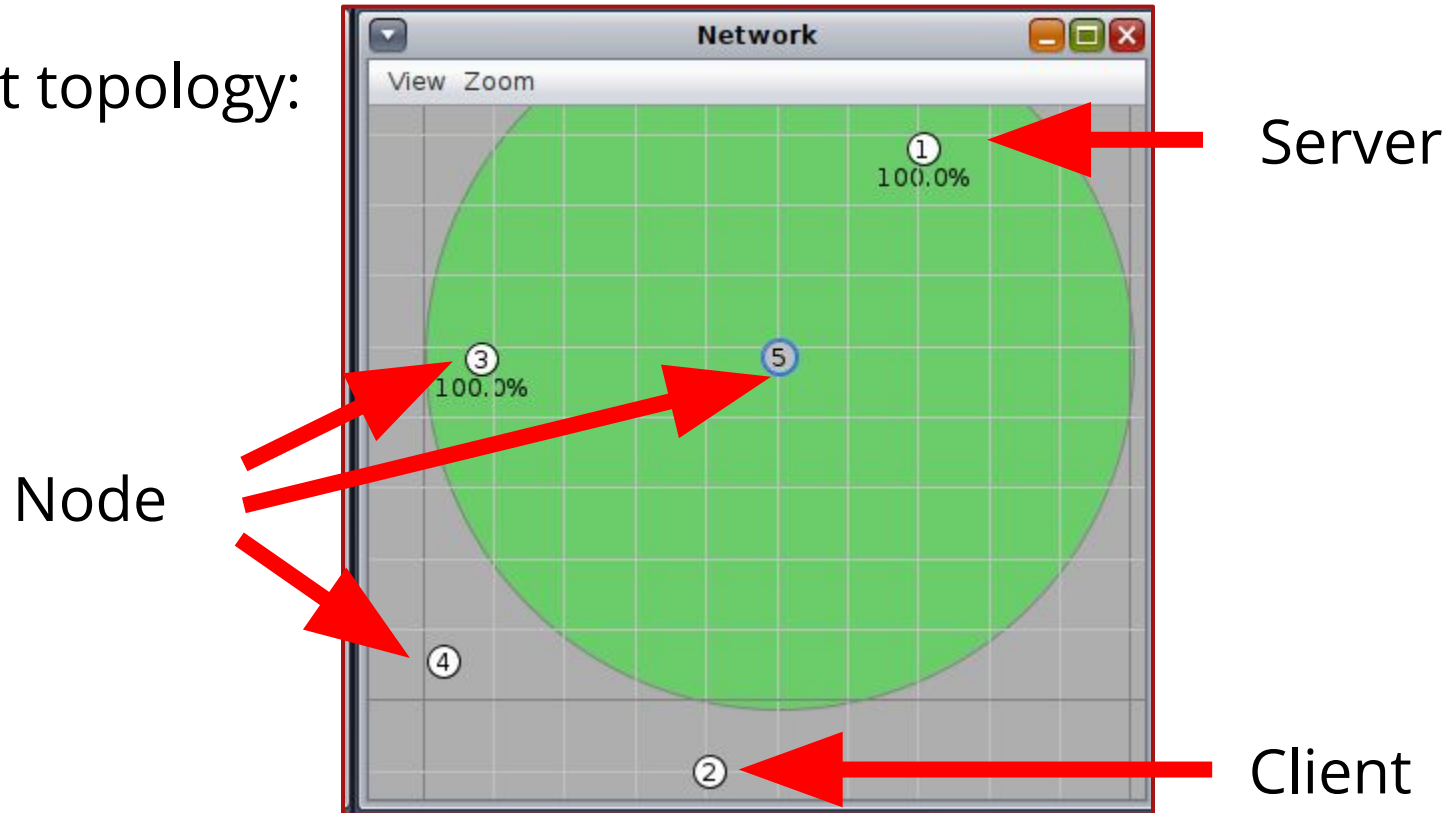 t topology:
Network
View Zoom
Server
1
100.0%
3
100.0%
5
Node
4
2
Client